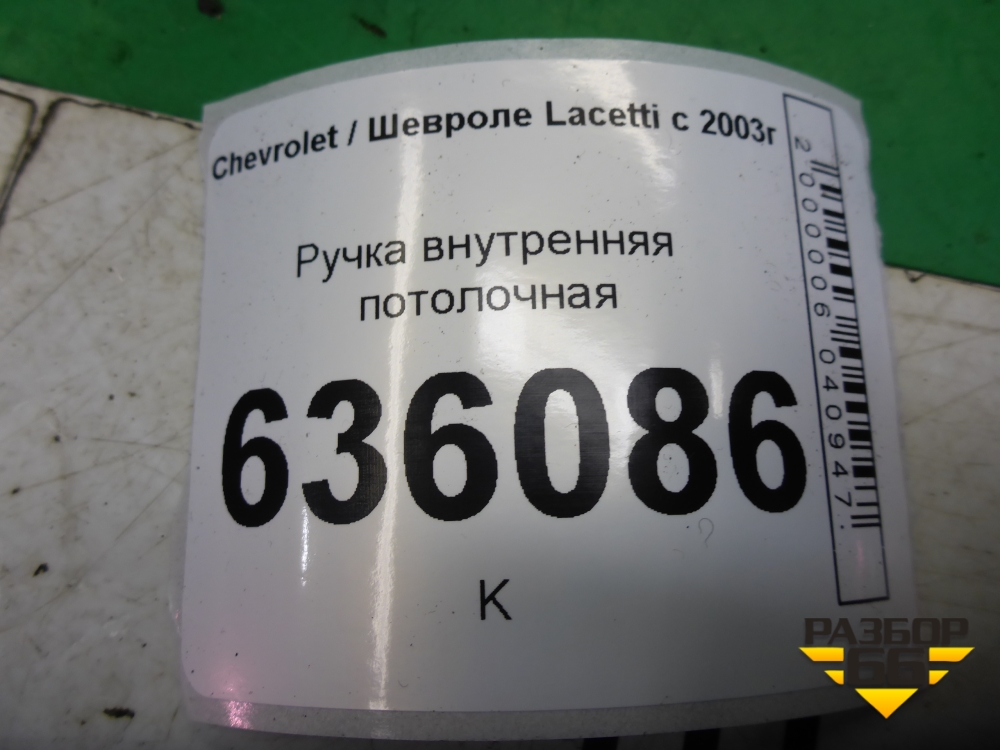 Chevrolet / Шевроле Lacetti с 2003г
Ручка внутренняя
потолочная
636086
К
2000006040947
РАЗБОР
66